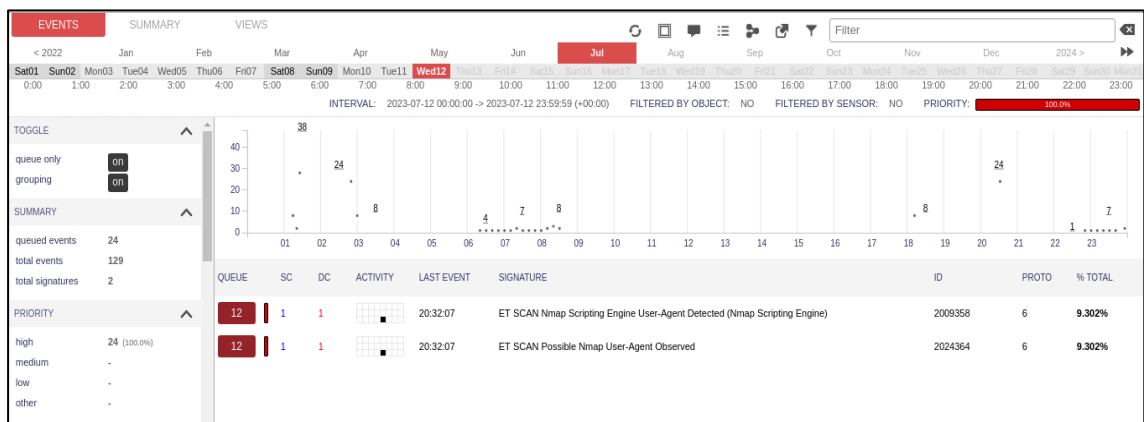 EVENTS SUMMARY VIEWS Filter
< 2022 Jan Feb Mar Apr May Jun Jul Aug Sep Oct Nov Dec 2024 >
Sat01 Sun02 Mon03 Tue04 Wed05 Thu06 Fri07 Sat08 Sun09 Mon10 Tue11 Wed12 Thu13 Fri14 Sat15 Sun16 Mon17 Tue18 Wed19 Thu20 Fri21 Sat22 Sun23 Mon24 Tue25 Wed26 Thu27 Fri28 Sat29 Sun30 Mon31
0:00 1:00 2:00 3:00 4:00 5:00 6:00 7:00 8:00 9:00 10:00 11:00 12:00 13:00 14:00 15:00 16:00 17:00 18:00 19:00 20:00 21:00 22:00 23:00
INTERVAL: 2023-07-12 00:00:00 -> 2023-07-12 23:59:59 (+00:00) FILTERED BY OBJECT: NO FILTERED BY SENSOR: NO PRIORITY: 100.0%
TOGGLE
queue only on
grouping on
SUMMARY
queued events 24
total events 129
total signatures 2
PRIORITY
high 24 (100.0%)
medium -
low -
other -
38
40
30 24 24
20
10 8 4 7 8 8 1 7
0
01 02 03 04 05 06 07 08 09 10 11 12 13 14 15 16 17 18 19 20 21 22 23
QUEUE SC DC ACTIVITY LAST EVENT SIGNATURE ID PROTO % TOTAL
12 1 1 20:32:07 ET SCAN Nmap Scripting Engine User-Agent Detected (Nmap Scripting Engine) 2009358 6 9.302%
12 1 1 20:32:07 ET SCAN Possible Nmap User-Agent Observed 2024364 6 9.302%